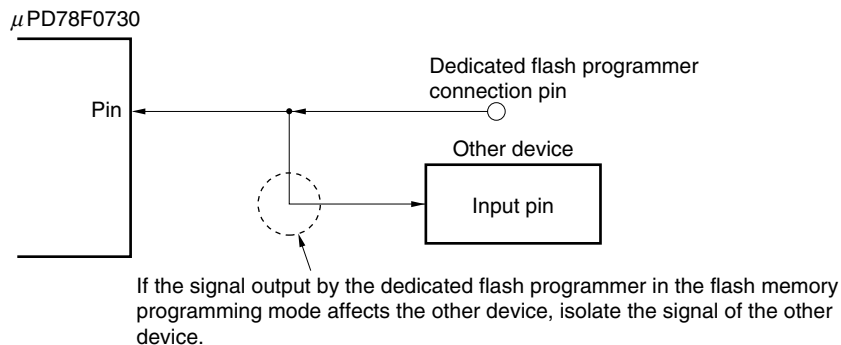 μPD78F0730
Dedicated flash programmer
connection pin
Pin
Other device
Input pin
If the signal output by the dedicated flash programmer in the flash memory
programming mode affects the other device, isolate the signal of the other
device.